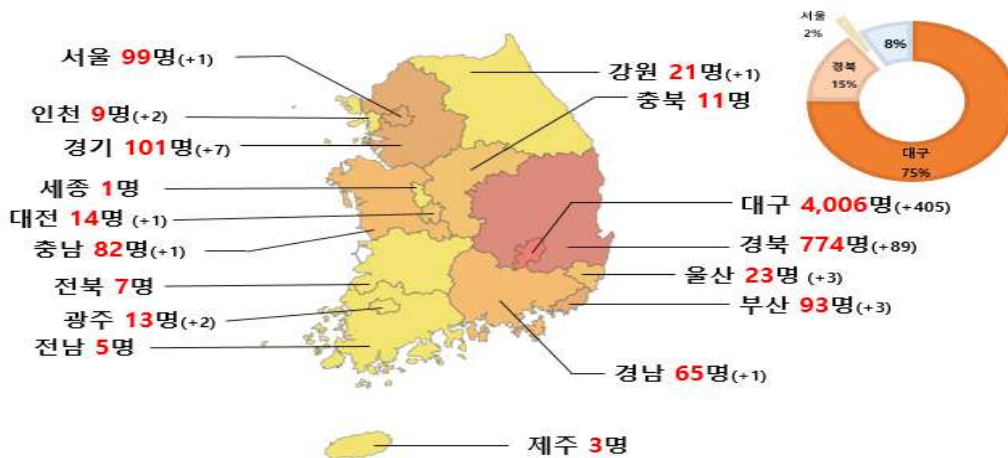 서울 99명(+1)
인천 9명(+2)
경기 101명(+7)
세종 1명
대전 14명 (+1)
충남 82명(+1)
전북 7명
광주 13명(+2)
전남 5명
강원 21명(+1)
충북 11명
대구 4,006명(+405)
경북 774명(+89)
울산 23명 (+3)
부산 93명(+3)
경남 65명(+1)
제주 3명
서울
2%
8%
경북
15%
대구
75%